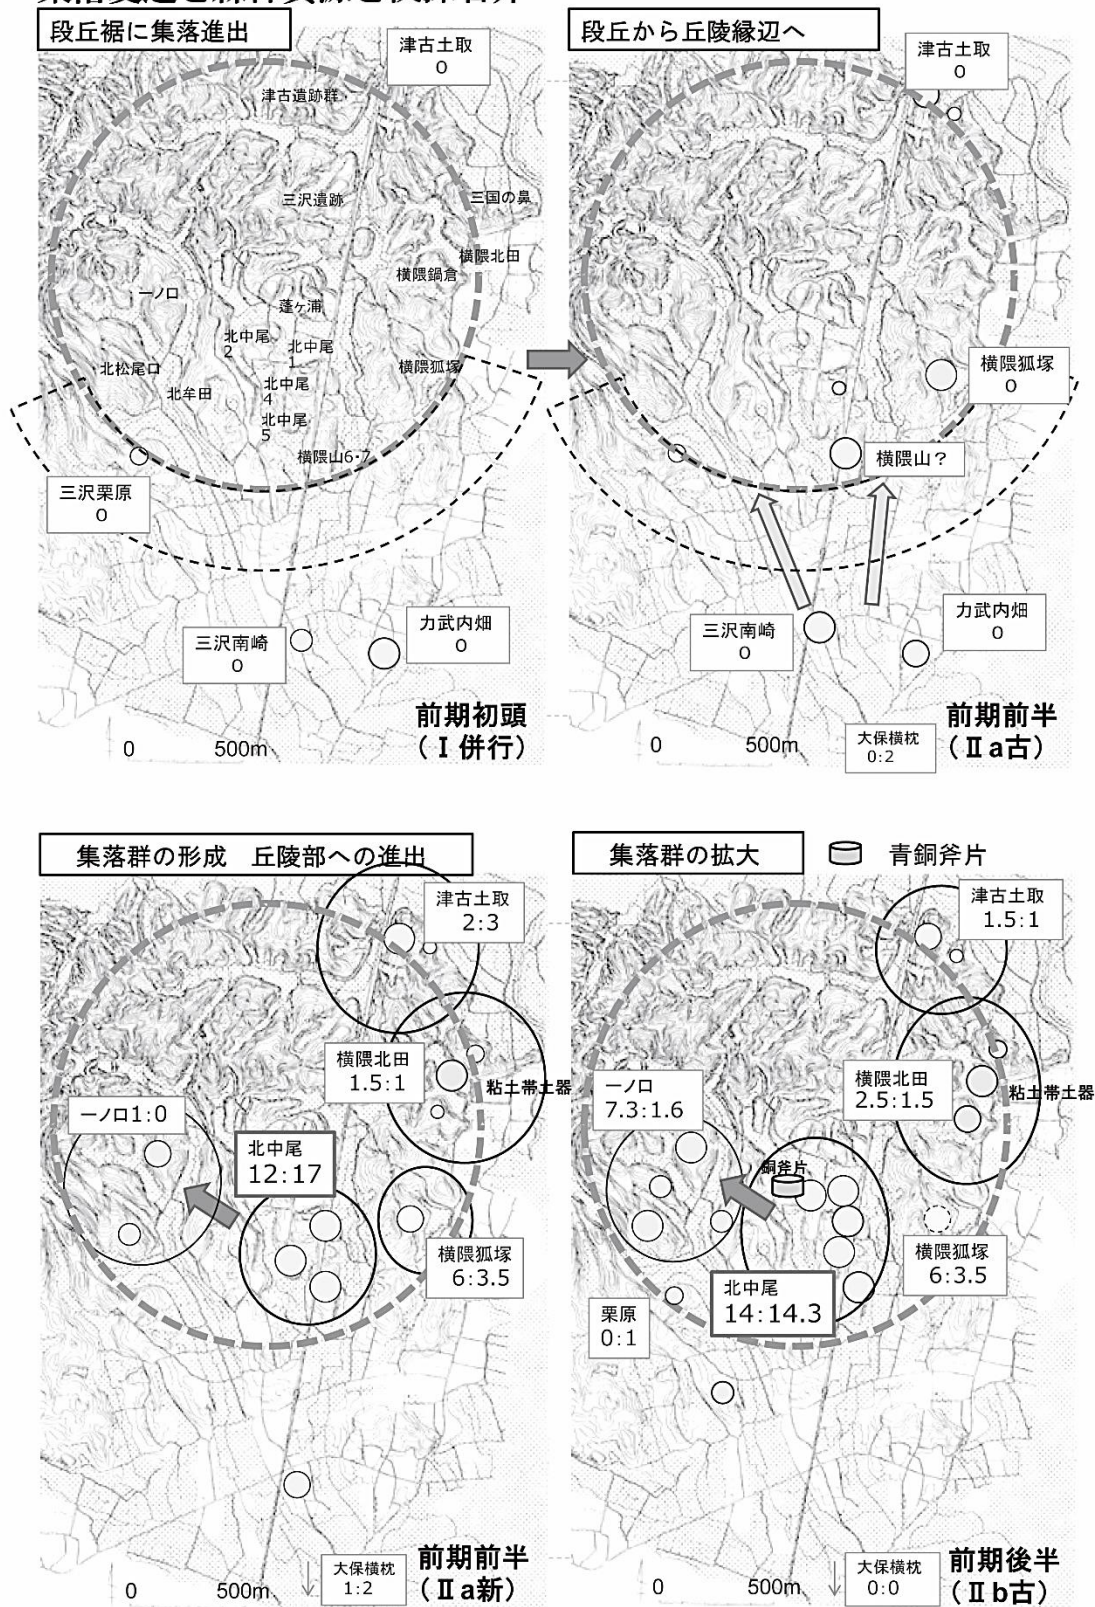 段丘裾に集落進出
津古土取
0
津古遺跡群
三沢遺跡
三国の鼻
横隈北田
横隈鍋倉
一ノ口
蓬ヶ浦
北中尾
2
北中尾
1
横隈狐塚
北松尾口
北牟田
北中尾
4
北中尾
5
横隈山6・7
三沢栗原
0
三沢南崎
0
力武内畑
0
前期初頭
(Ⅰ併行)
0 500m
段丘から丘陵縁辺へ
津古土取
0
横隈狐塚
0
横隈山?
三沢南崎
0
力武内畑
0
大保横枕
0:2
前期前半
(Ⅱa古)
0 500m
集落群の形成 丘陵部への進出
津古土取
2:3
横隈北田
1.5:1
粘土帯土器
一ノ口1:0
北中尾
12:17
横隈狐塚
6:3.5
大保横枕
1:2
前期前半
(Ⅱa新)
0 500m
集落群の拡大
青銅斧片
津古土取
1.5:1
横隈北田
2.5:1.5
粘土帯土器
一ノ口
7.3:1.6
銅斧片
横隈狐塚
6:3.5
北中尾
14:14.3
栗原
0:1
大保横枕
0:0
前期後半
(Ⅱb古)
0 500m